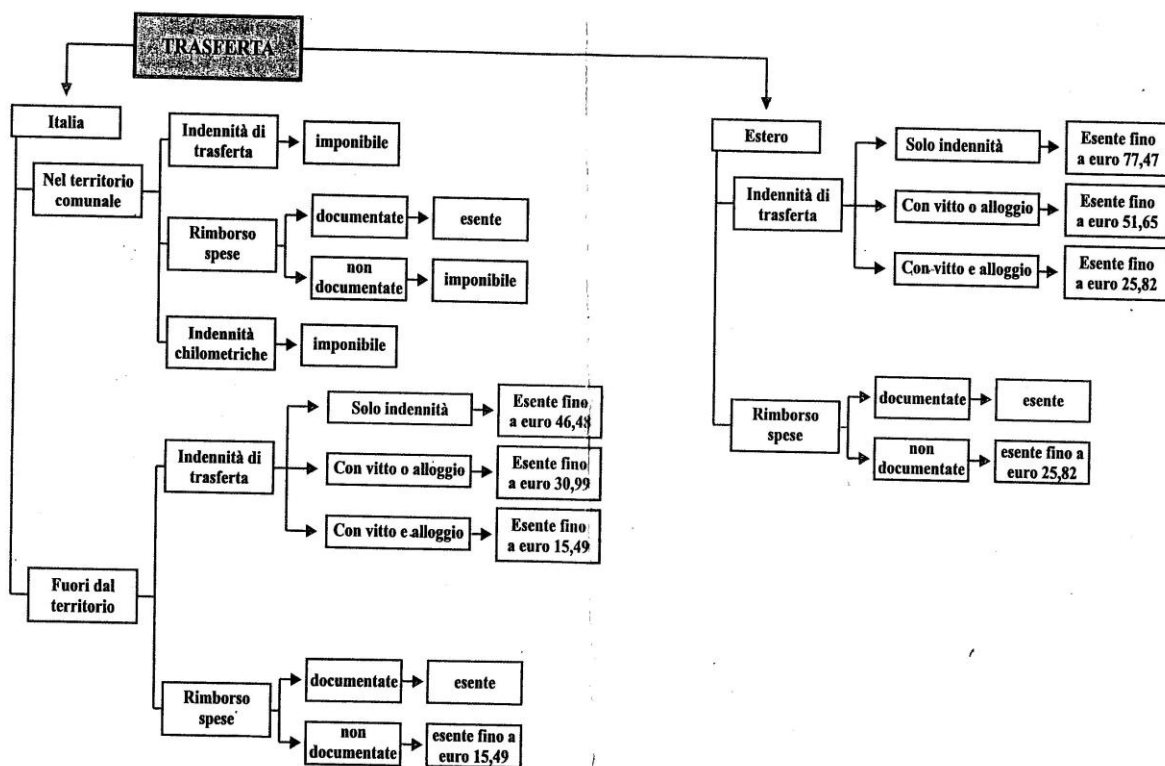 TRASFERTA
Italia
Nel territorio
comunale
Indennità di
trasferta
imponibile
Rimborso
spese
documentate
esente
non
documentate
imponibile
Indennità
chilometriche
imponibile
Fuori dal
territorio
Indennità di
trasferta
Solo indennità
Esente fino
a euro 46,48
Con vitto o alloggio
Esente fino
a euro 30,99
Con vitto e alloggio
Esente fino
a euro 15,49
Rimborso
spese
documentate
esente
non
documentate
esente fino a
euro 15,49
Estero
Indennità di
trasferta
Solo indennità
Esente fino
a euro 77,47
Con vitto o alloggio
Esente fino
a euro 51,65
Con vitto e alloggio
Esente fino
a euro 25,82
Rimborso
spese
documentate
esente
non
documentate
esente fino a
euro 25,82